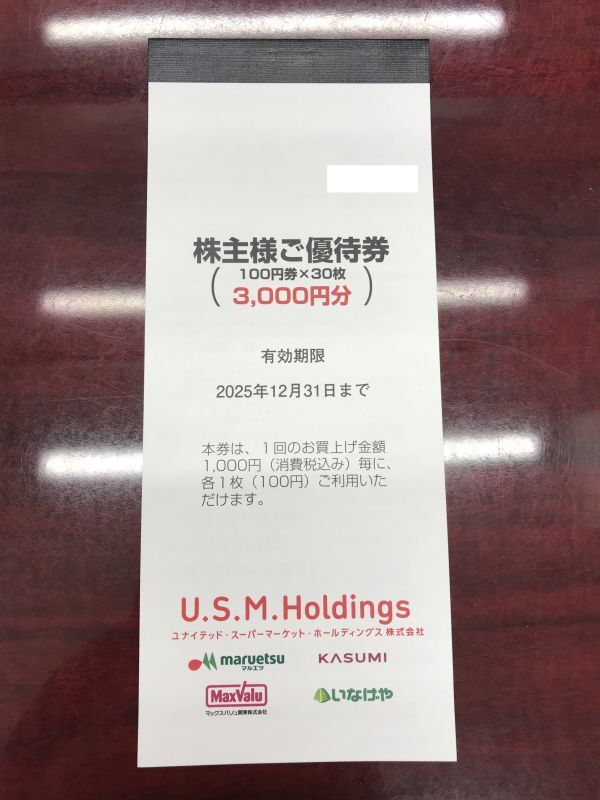 株主様ご優待券
(100円券×30枚
3,000円分)
有効期限
2025年12月31日まで
本券は、1回のお買上げ金額
1,000円（消費税込み）毎に、
各1枚（100円）ご利用いた
だけます。
U.S.M.Holdings
ユナイテッド・スーパーマーケット・ホールディングス 株式会社
maruetsu
マルエツ
KASUMI
MaxValu
マックスバリュ関東株式会社
いなげや